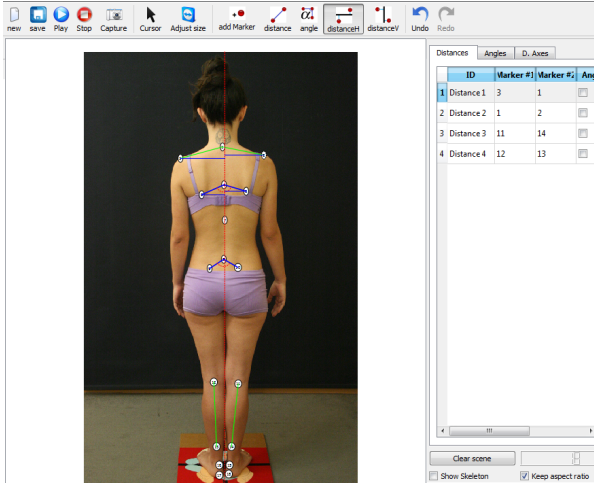 new save Play Stop Capture Cursor Adjust size add Marker distance angle distanceH distanceV Undo Redo
Distances Angles D. Axes
ID Marker #1 Marker #2 Ang
1 Distance 1 3 1
2 Distance 2 1 2
3 Distance 3 11 14
4 Distance 4 12 13
Clear scene
Show Skeleton Keep aspect ratio